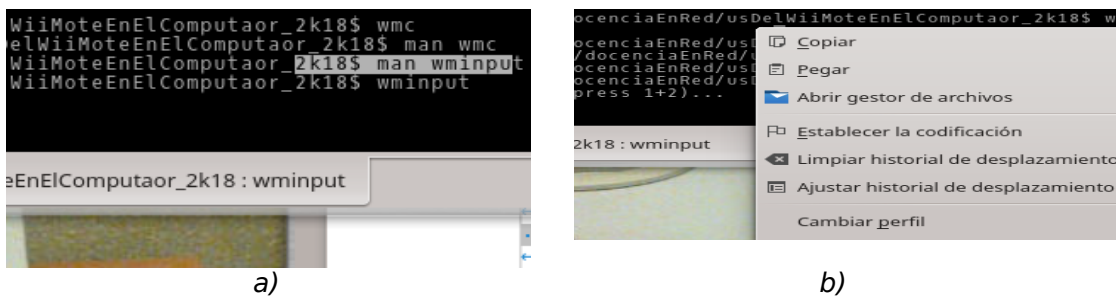 WiiMoteEnElComputaor_2k18$ wmc
elWiiMoteEnElComputaor_2k18$ man wmc
WiiMoteEnElComputaor_2k18$ man wminput
WiiMoteEnElComputaor_2k18$ wminput
eEnElComputaor_2k18 : wminput
a)
ocenciaEnRed/usDelWiiMoteEnElComputaor_2k18$ w
ocenciaEnRed/usD
/docenciaEnRed/
ocenciaEnRed/usD
ocenciaEnRed/usD
press 1+2)...
2k18 : wminput
Copiar
Pegar
Abrir gestor de archivos
Establecer la codificación
Limpiar historial de desplazamiento
Ajustar historial de desplazamiento
Cambiar perfil
b)